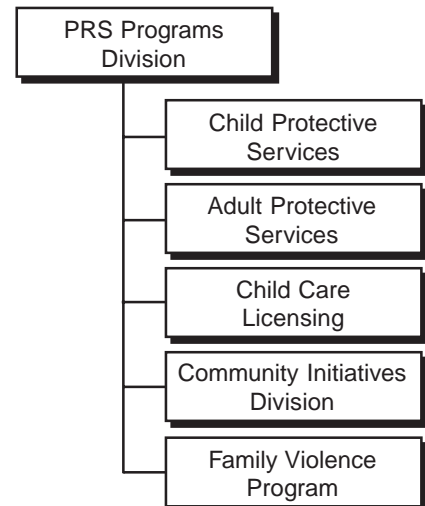 PRS Programs
Division
Child Protective
Services
Adult Protective
Services
Child Care
Licensing
Community Initiatives
Division
Family Violence
Program